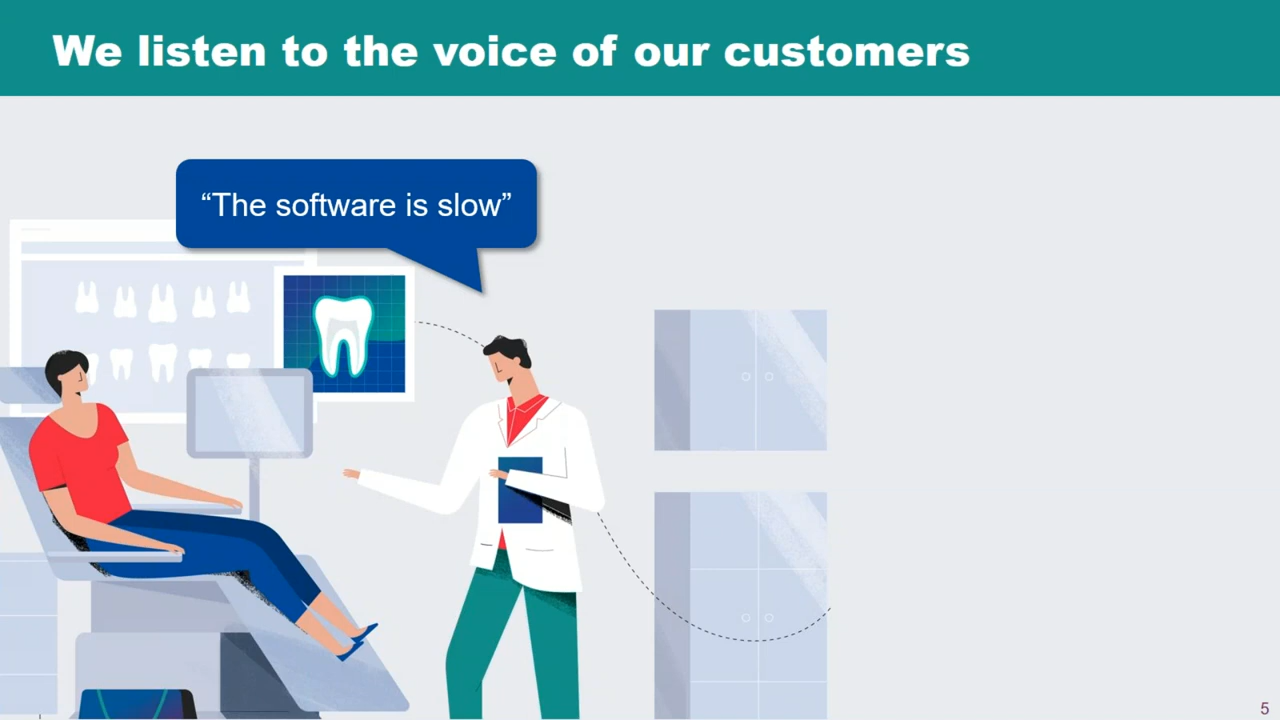 We listen to the voice of our customers
“The software is slow”
5